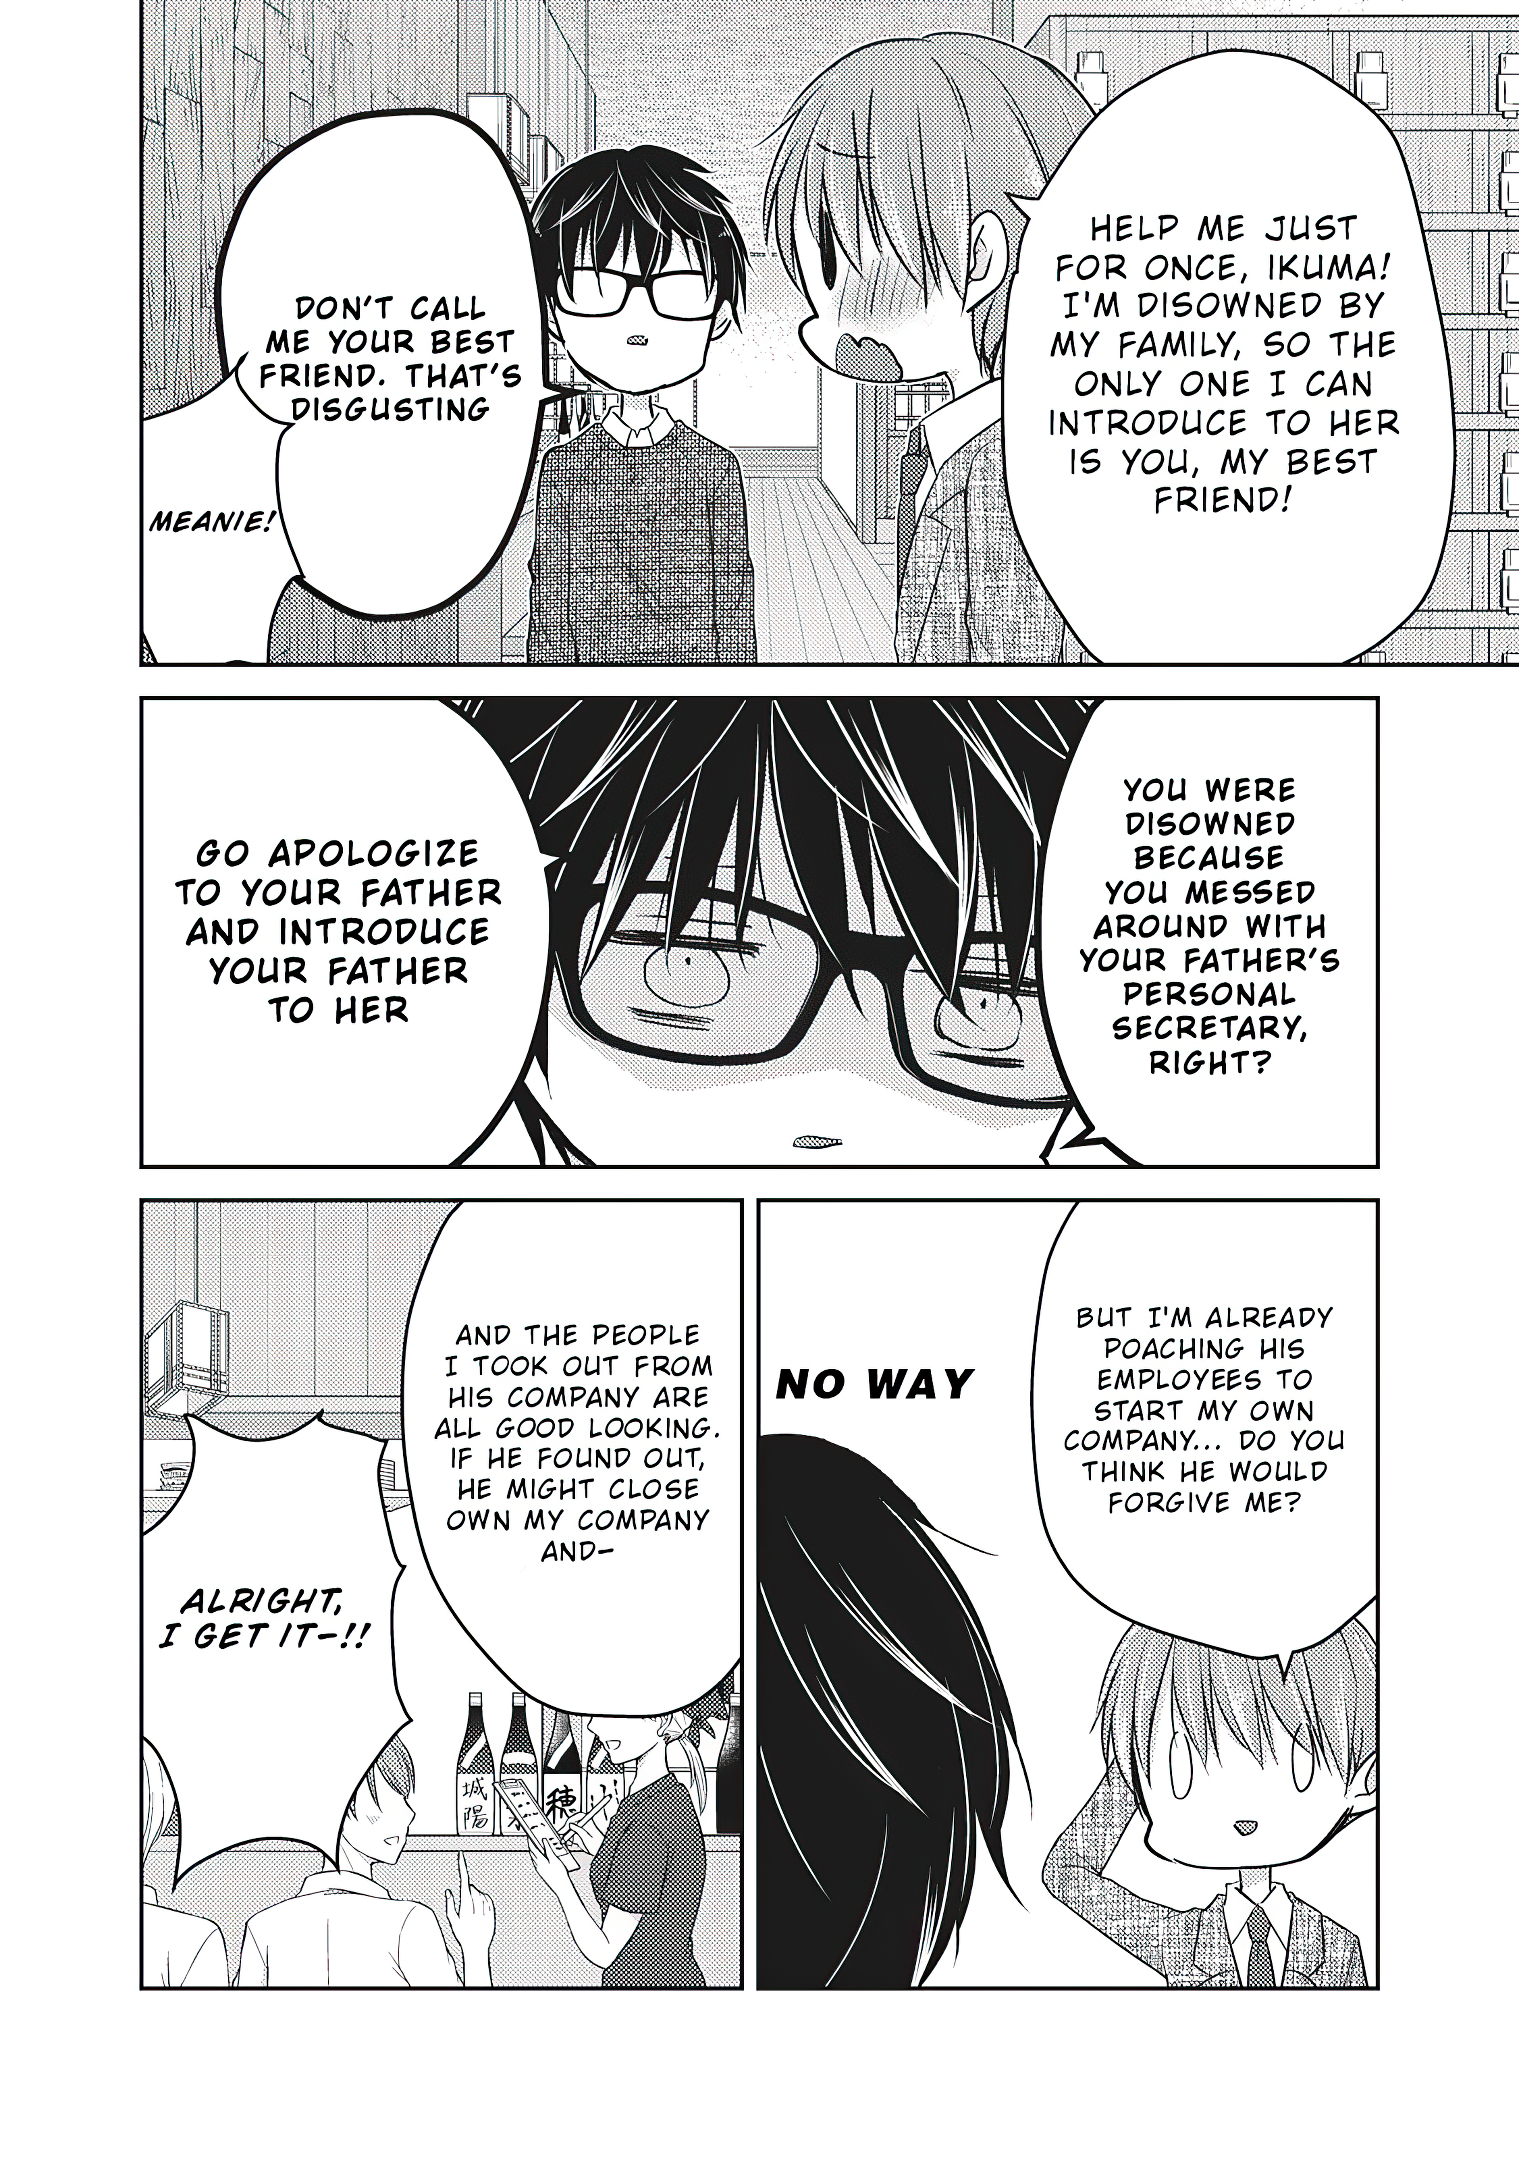 HELP ME JUST
FOR ONCE, IKUMA!
I'M DISOWNED BY
MY FAMILY, SO THE
ONLY ONE I CAN
INTRODUCE TO HER
IS YOU, MY BEST
FRIEND!
DON'T CALL
ME YOUR BEST
FRIEND. THAT'S
DISGUSTING
MEANIE!
YOU WERE
DISOWNED
BECAUSE
YOU MESSED
AROUND WITH
YOUR FATHER'S
PERSONAL
SECRETARY,
RIGHT?
GO APOLOGIZE
TO YOUR FATHER
AND INTRODUCE
YOUR FATHER
TO HER
BUT I'M ALREADY
POACHING HIS
EMPLOYEES TO
START MY OWN
COMPANY... DO YOU
THINK HE WOULD
FORGIVE ME?
NO WAY
AND THE PEOPLE
I TOOK OUT FROM
HIS COMPANY ARE
ALL GOOD LOOKING.
IF HE FOUND OUT,
HE MIGHT CLOSE
OWN MY COMPANY
AND-
ALRIGHT,
I GET IT-!!
城陽
穂